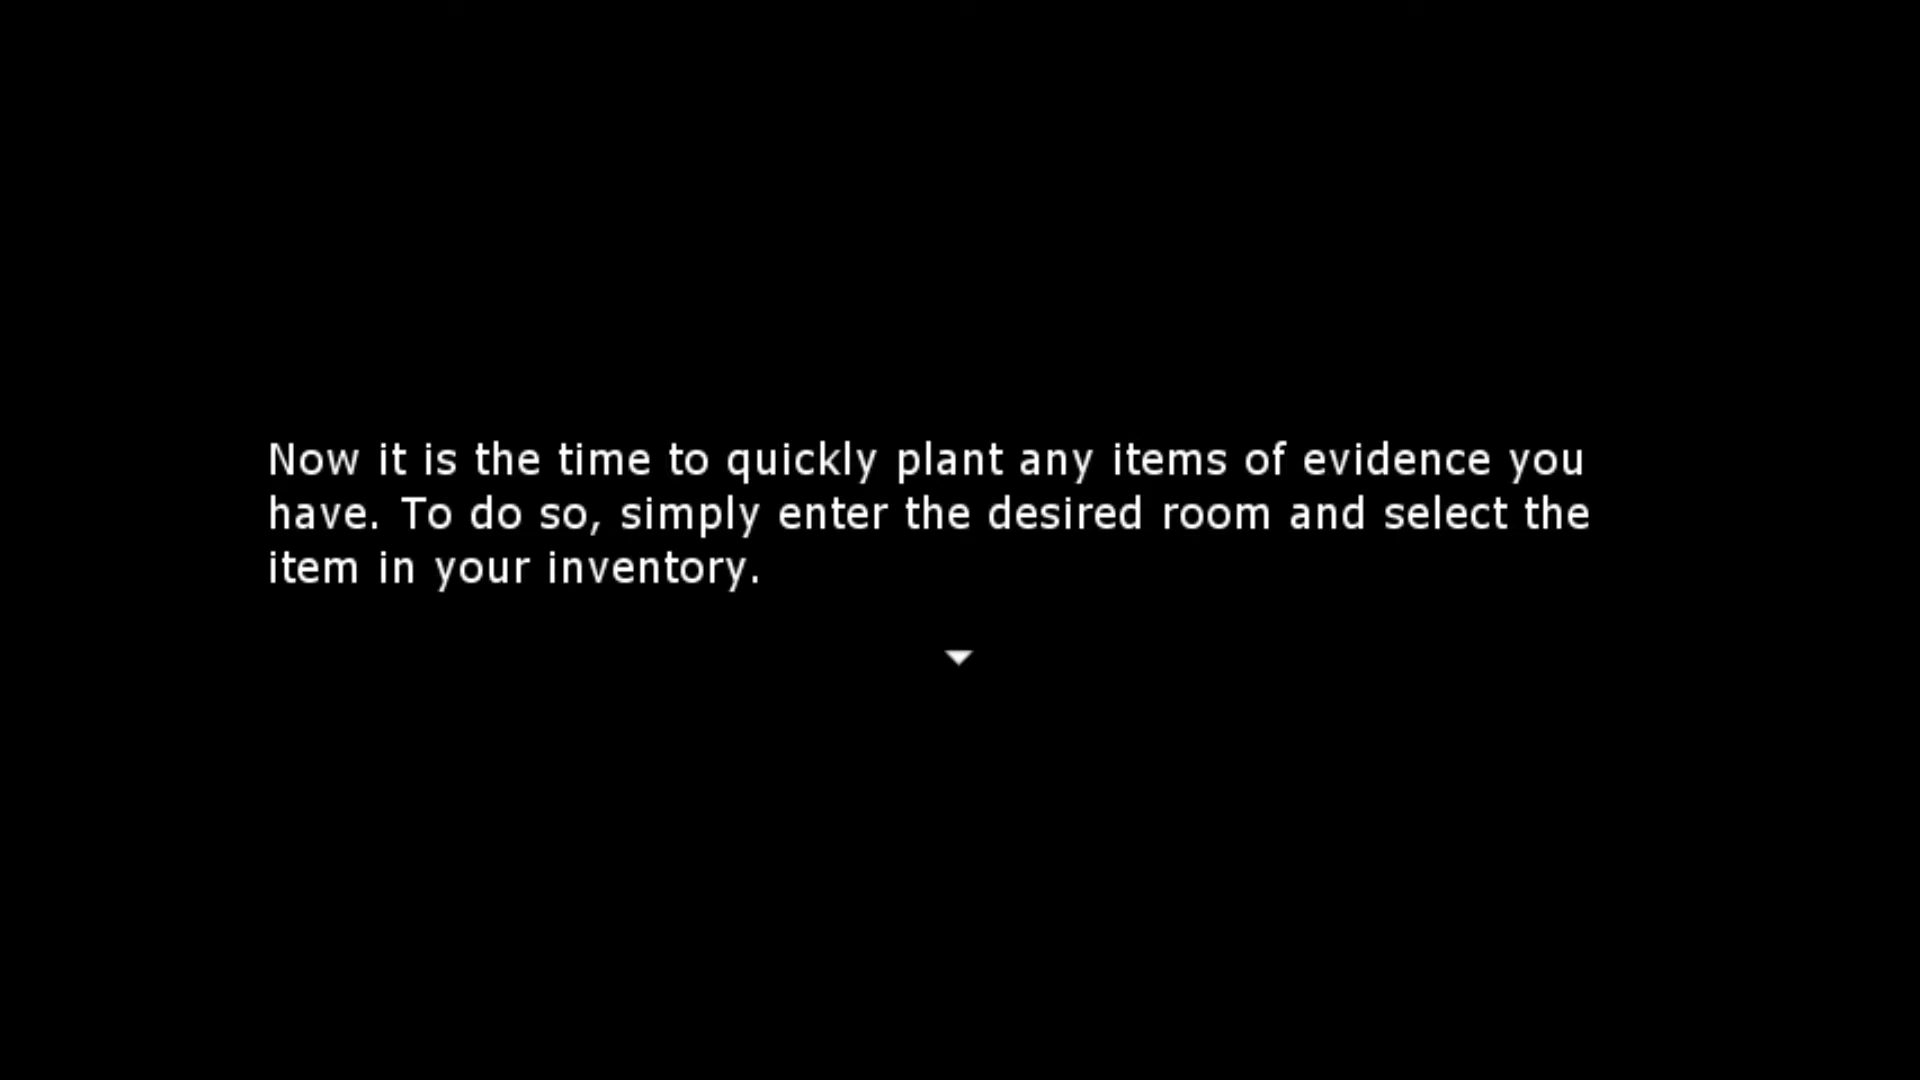 Now it is the time to quickly plant any items of evidence you
have. To do so, simply enter the desired room and select the
item in your inventory.